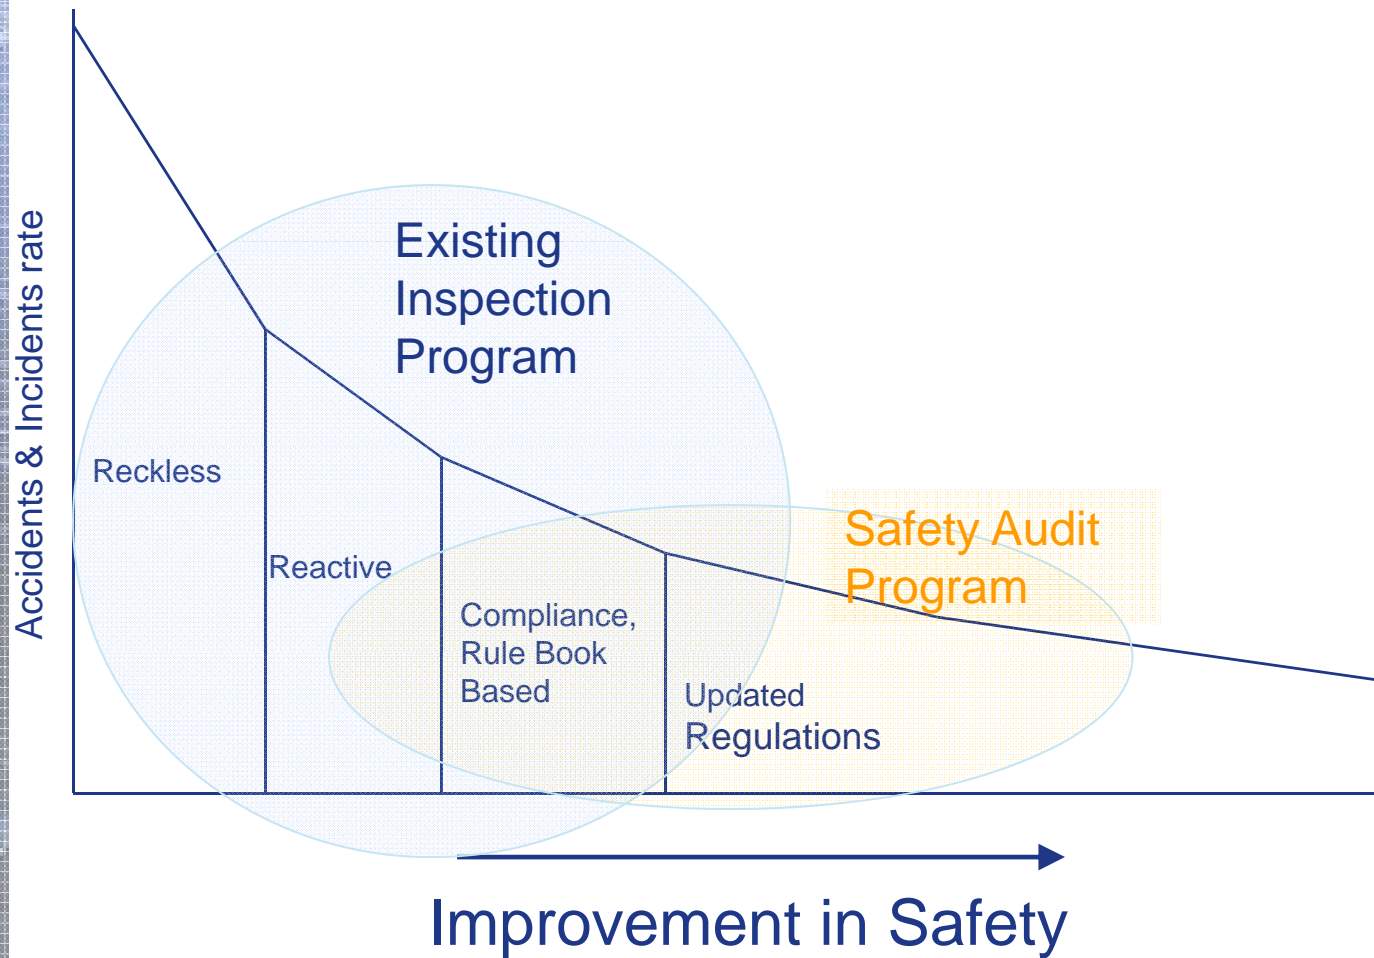 Accidents & Incidents rate
Existing
Inspection
Program
Reckless
Reactive
Safety Audit
Program
Compliance,
Rule Book
Based
Updated
Regulations
Improvement in Safety